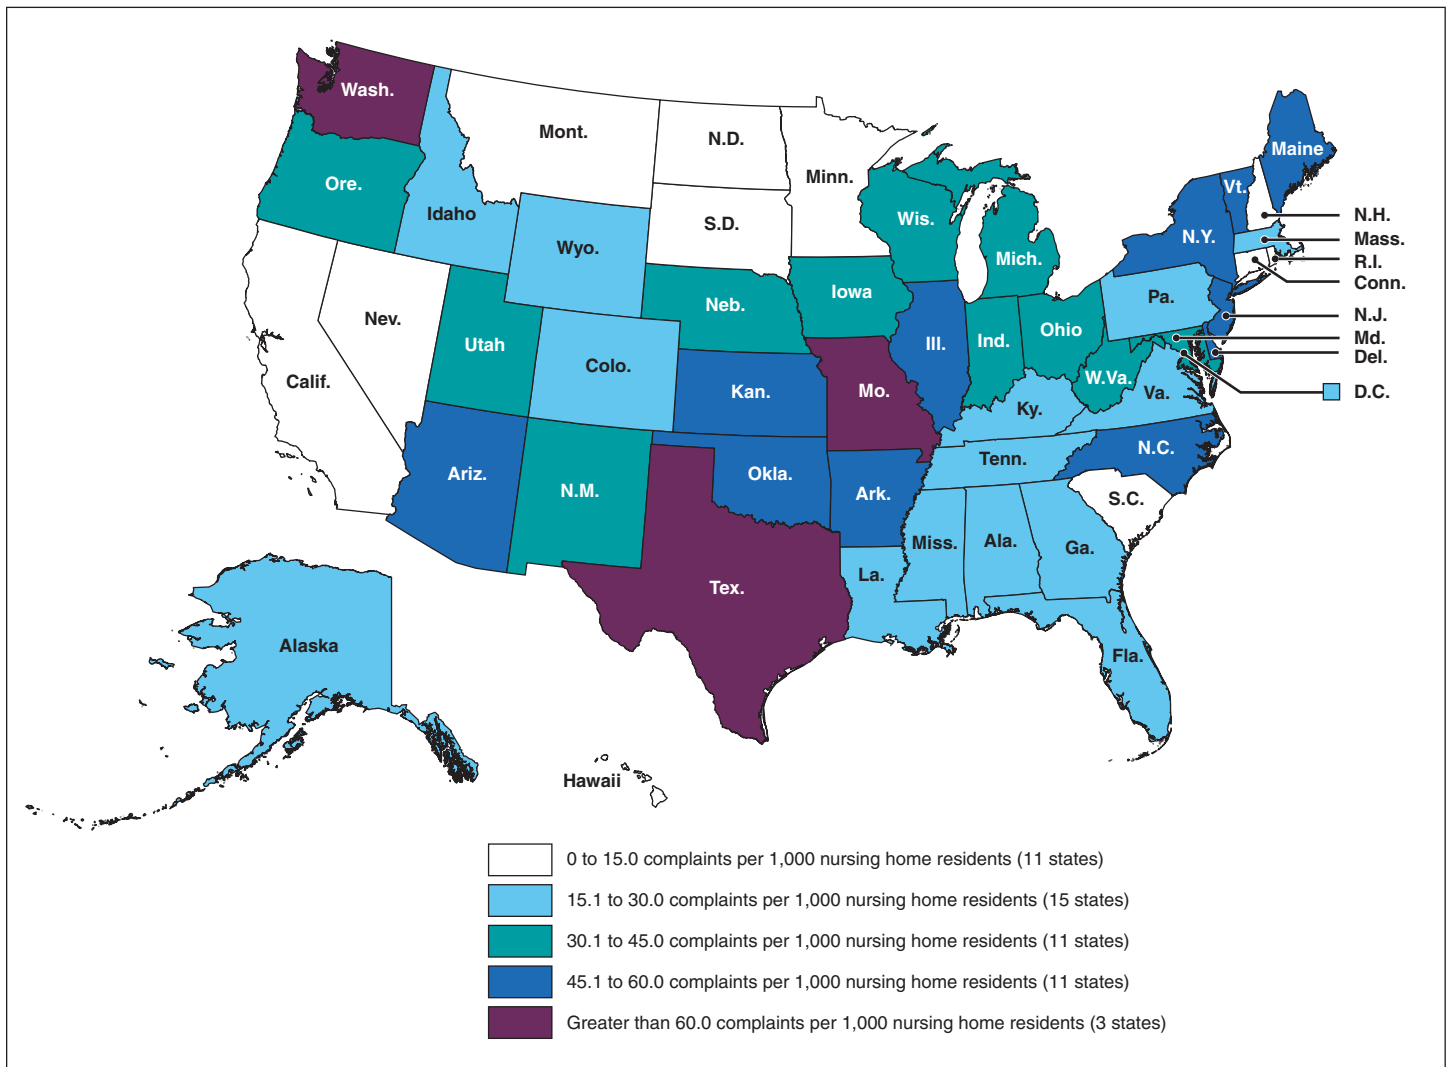 Wash.
Mont.
N.D.
Minn.
Maine
Ore.
Idaho
Vt.
Wis.
N.H.
S.D.
N.Y.
Mass.
Wyo.
Mich.
R.I.
Conn.
Neb.
Iowa
Pa.
Nev.
N.J.
Utah
Ill.
Ind.
Ohio
Md.
Del.
Colo.
Calif.
Kan.
Mo.
W.Va.
Va.
D.C.
Ky.
N.C.
Tenn.
Ariz.
Okla.
N.M.
Ark.
S.C.
Miss.
Ala.
Ga.
La.
Tex.
Alaska
Fla.
Hawaii
0 to 15.0 complaints per 1,000 nursing home residents (11 states)
15.1 to 30.0 complaints per 1,000 nursing home residents (15 states)
30.1 to 45.0 complaints per 1,000 nursing home residents (11 states)
45.1 to 60.0 complaints per 1,000 nursing home residents (11 states)
Greater than 60.0 complaints per 1,000 nursing home residents (3 states)